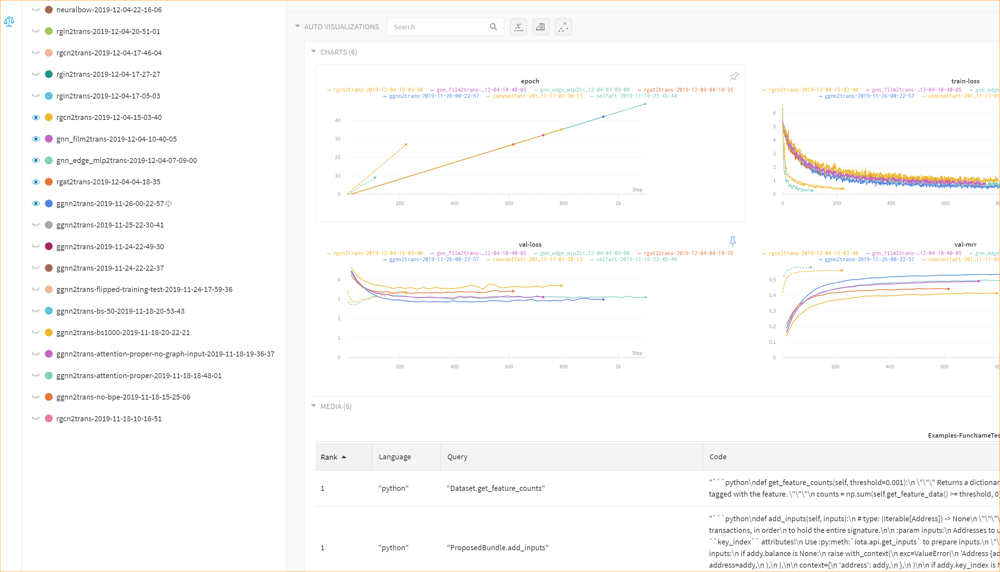 neuralbow-2019-12-04-22-16-06
rgin2trans-2019-12-04-20-51-01
rgcn2trans-2019-12-04-17-46-04
rgin2trans-2019-12-04-17-27-27
rgin2trans-2019-12-04-17-05-03
rgcn2trans-2019-12-04-15-03-40
gnn_film2trans-2019-12-04-10-40-05
gnn_edge_mlp2trans-2019-12-04-07-09-00
rgat2trans-2019-12-04-04-18-35
ggnn2trans-2019-11-26-00-22-57
ggnn2trans-2019-11-25-22-30-41
ggnn2trans-2019-11-24-22-49-30
ggnn2trans-2019-11-24-22-22-37
ggnn2trans-flipped-training-test-2019-11-24-17-59-36
ggnn2trans-bs-50-2019-11-18-20-53-43
ggnn2trans-bs1000-2019-11-18-20-22-21
ggnn2trans-attention-proper-no-graph-input-2019-11-18-19-36-37
ggnn2trans-attention-proper-2019-11-18-18-48-01
ggnn2trans-no-bpe-2019-11-18-15-25-06
rgcn2trans-2019-11-18-10-16-51
AUTO VISUALIZATIONS Search x
CHARTS (6)
epoch
rgcn2trans-2019-12-04-15-03-40 gnn_film2trans-…12-04-10-40-05 gnn_edge_mlp2tr…12-04-07-09-00 rgat2trans-2019-12-04-04-18-35
ggnn2trans-2019-11-26-00-22-57 convselfatt-201…11-17-01-38-13 selfatt-2019-11-16-23-45-44
40
30
20
10
0
Step
200 400 600 800 1k
train-loss
rgcn2trans-2019-12-04-15-03-40 gnn_film2trans-…12-04-10-40-05 gnn_edge
ggnn2trans-2019-11-26-00-22-57 convselfatt-201…11-17-01
6
5
4
3
2
1
0
0 200 400 600 80
val-loss
rgcn2trans-2019-12-04-15-03-40 gnn_film2trans-…12-04-10-40-05 gnn_edge_mlp2tr…12-04-07-09-00 rgat2trans-2019-12-04-04-18-35
ggnn2trans-2019-11-26-00-22-57 convselfatt-201…11-17-01-38-13 selfatt-2019-11-16-23-45-44
4
3
2
1
0
Step
200 400 600 800 1k
val-mrr
rgcn2trans-2019-12-04-15-03-40 gnn_film2trans-…12-04-10-40-05 gnn_edge
ggnn2trans-2019-11-26-00-22-57 convselfatt-201…11-17-01
0.5
0.4
0.3
0.2
0.1
0
200 400 600 80
MEDIA (6)
Examples-FuncNameTes
Rank Language Query Code
1 "python" "Dataset.get_feature_counts"
"```python\ndef get_feature_counts(self, threshold=0.001):\n \"\"\" Returns a dictionar
tagged with the feature. \"\"\"\n counts = np.sum(self.get_feature_data() >= threshold, 0)
1 "python" "ProposedBundle.add_inputs"
"```python\ndef add_inputs(self, inputs):\n # type: (Iterable[Address]) -> None\n \"\"\"\
transactions, in order\n to hold the entire signature.\n\n :param inputs:\n Addresses to u
``key_index`` attributes!\n Use :py:meth:`iota.api.get_inputs` to prepare inputs.\n \"\
inputs:\n if addy.balance is None:\n raise with_context(\n exc=ValueError(\n 'Address {ad
address=addy,\n ),\n ),\n\n context={\n 'address': addy,\n },\n )\n\n if addy.key_index is